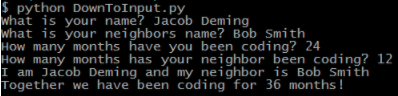 $ python DownToInput.py
What is your name? Jacob Deming
What is your neighbors name? Bob Smith
How many months have you been coding? 24
How many months has your neighbor been coding? 12
I am Jacob Deming and my neighbor is Bob Smith
Together we have been coding for 36 months!